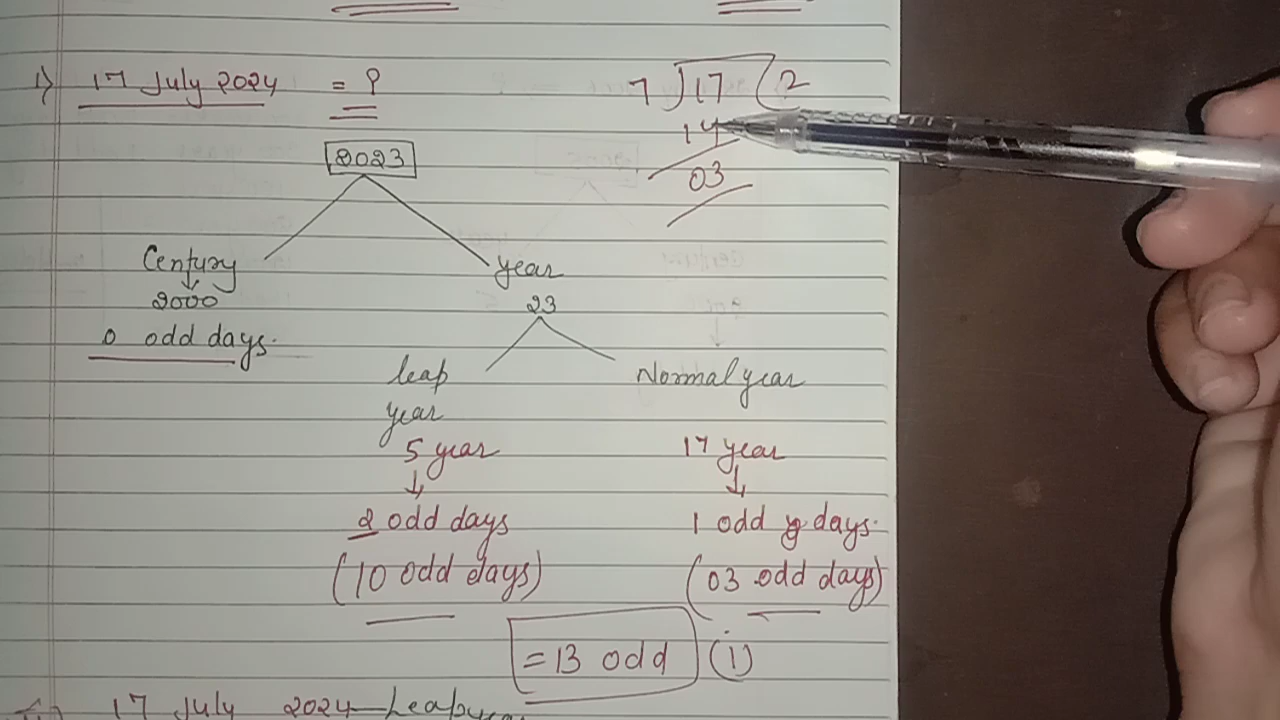 1) 17 July 2024 = ?
7 ) 17 ( 2
14
03
2023
Century year
2000 23
0 odd days.
leap Normal year
year
5 year 17 year
2 odd days 1 odd days.
(10 odd days) (03 odd days)
= 13 odd (i)
17 July 2024 Leap year